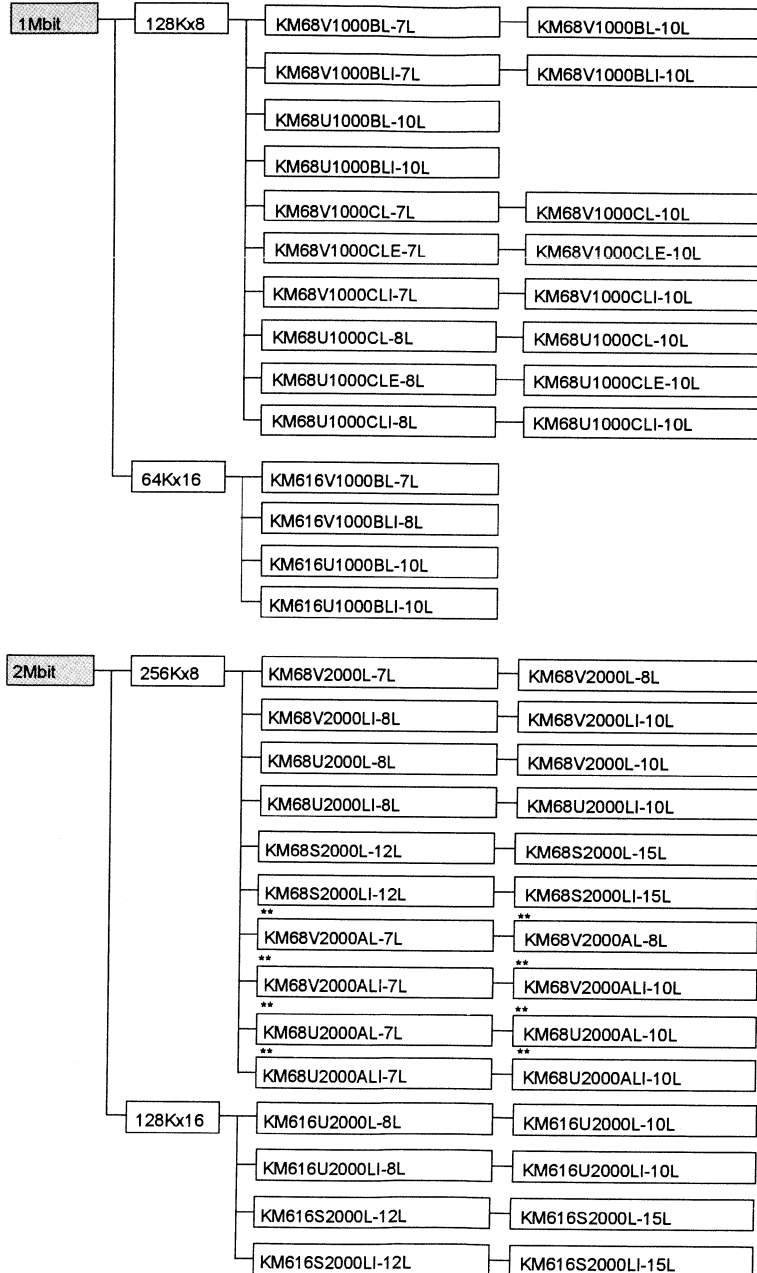 1Mbit 128Kx8 KM68V1000BL-7L KM68V1000BL-10L
KM68V1000BLI-7L KM68V1000BLI-10L
KM68U1000BL-10L
KM68U1000BLI-10L
KM68V1000CL-7L KM68V1000CL-10L
KM68V1000CLE-7L KM68V1000CLE-10L
KM68V1000CLI-7L KM68V1000CLI-10L
KM68U1000CL-8L KM68U1000CL-10L
KM68U1000CLE-8L KM68U1000CLE-10L
KM68U1000CLI-8L KM68U1000CLI-10L
64Kx16 KM616V1000BL-7L
KM616V1000BLI-8L
KM616U1000BL-10L
KM616U1000BLI-10L
2Mbit 256Kx8 KM68V2000L-7L KM68V2000L-8L
KM68V2000LI-8L KM68V2000LI-10L
KM68U2000L-8L KM68V2000L-10L
KM68U2000LI-8L KM68U2000LI-10L
KM68S2000L-12L KM68S2000L-15L
KM68S2000LI-12L KM68S2000LI-15L
** **
KM68V2000AL-7L KM68V2000AL-8L
** **
KM68V2000ALI-7L KM68V2000ALI-10L
** **
KM68U2000AL-7L KM68U2000AL-10L
** **
KM68U2000ALI-7L KM68U2000ALI-10L
128Kx16 KM616U2000L-8L KM616U2000L-10L
KM616U2000LI-8L KM616U2000LI-10L
KM616S2000L-12L KM616S2000L-15L
KM616S2000LI-12L KM616S2000LI-15L